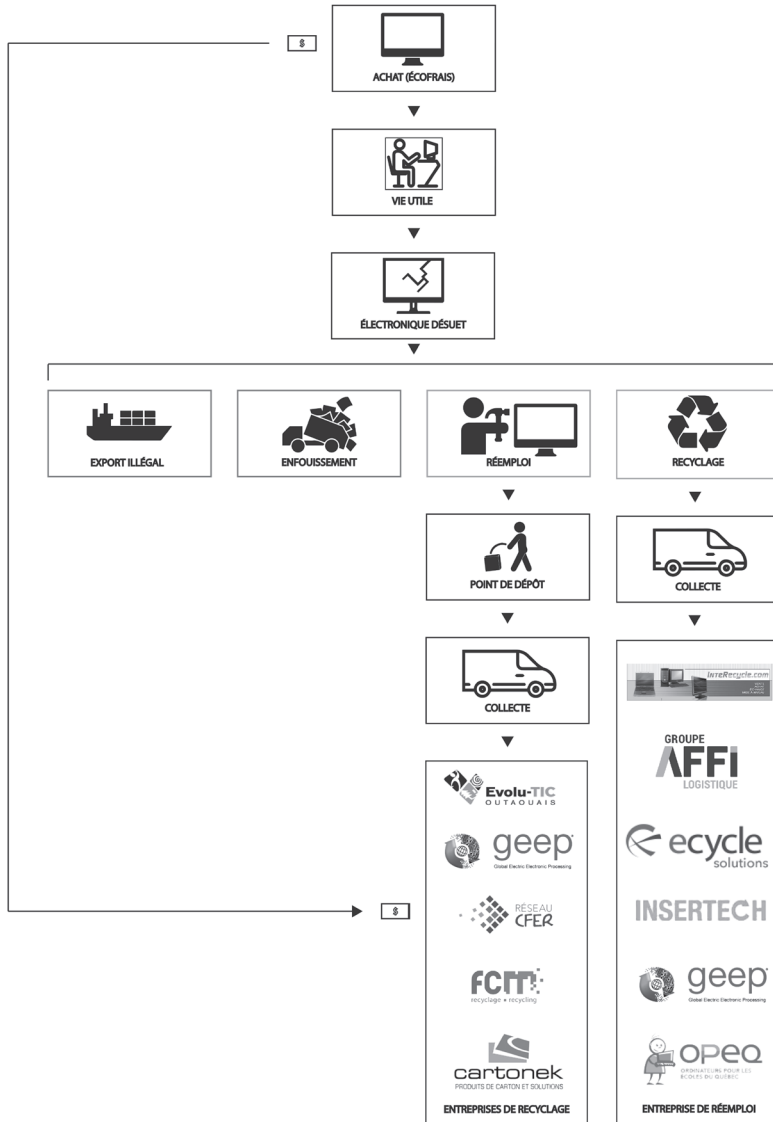 $
ACHAT (ÉCOFRAIS)
VIE UTILE
ÉLECTRONIQUE DÉSUET
EXPORT ILLÉGAL
ENFOUISSEMENT
RÉEMPLOI
RECYCLAGE
POINT DE DÉPÔT
COLLECTE
COLLECTE
Evolu-TIC
OUTAOUAIS
geep
Global Electric Electronic Processing
RÉSEAU
CFER
fcm
recyclage • recycling
cartonek
PRODUITS DE CARTON ET SOLUTIONS
ENTREPRISES DE RECYCLAGE
$
INTERecycle.com
GROUPE
AFFI
LOGISTIQUE
ecycle
solutions
INSERTECH
geep
Global Electric Electronic Processing
OPEQ
ORDINATEURS POUR LES
ÉCOLES DU QUÉBEC
ENTREPRISE DE RÉEMPLOI